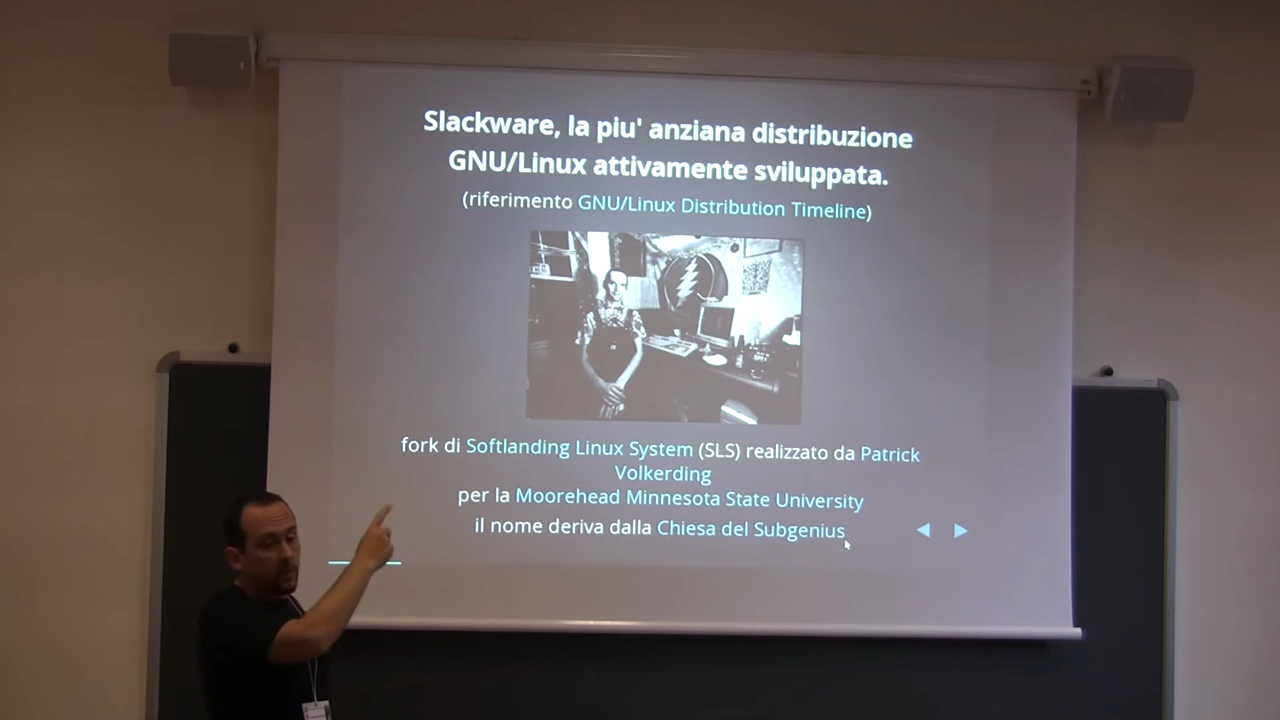 Slackware, la piu' anziana distribuzione
GNU/Linux attivamente sviluppata.
(riferimento GNU/Linux Distribution Timeline)
fork di Softlanding Linux System (SLS) realizzato da Patrick
Volkerding
per la Moorehead Minnesota State University
il nome deriva dalla Chiesa del Subgenius